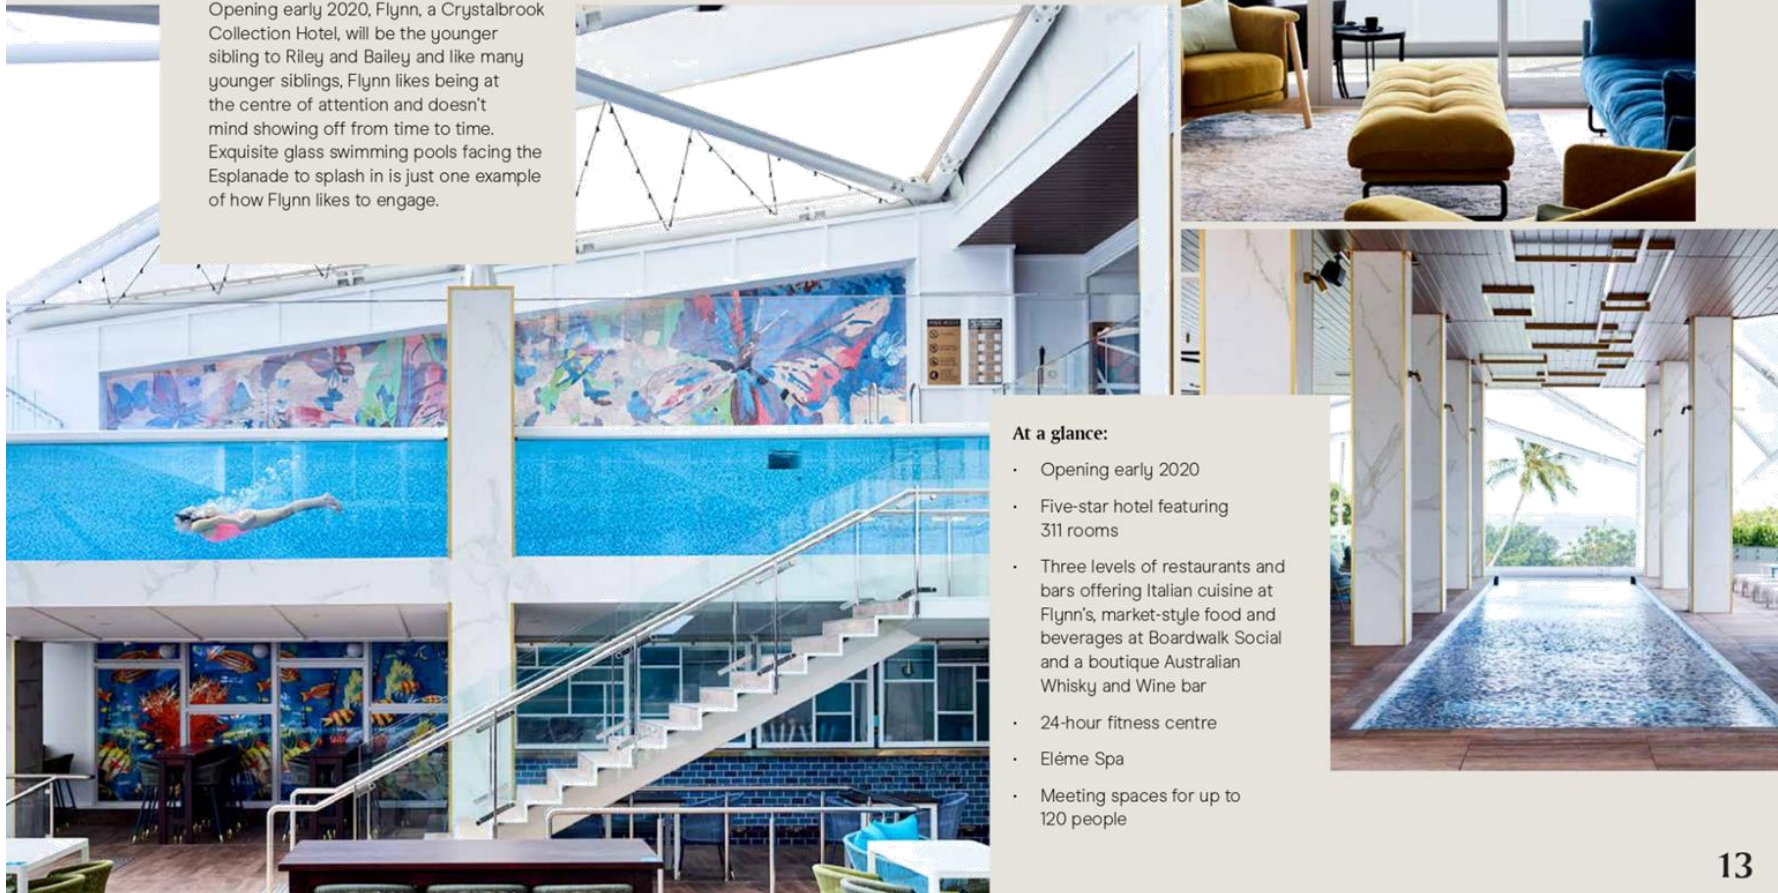 Opening early 2020, Flynn, a Crystalbrook
Collection Hotel, will be the younger
sibling to Riley and Bailey and like many
younger siblings, Flynn likes being at
the centre of attention and doesn't
mind showing off from time to time.
Exquisite glass swimming pools facing the
Esplanade to splash in is just one example
of how Flynn likes to engage.
At a glance:
· Opening early 2020
· Five-star hotel featuring
311 rooms
· Three levels of restaurants and
bars offering Italian cuisine at
Flynn's, market-style food and
beverages at Boardwalk Social
and a boutique Australian
Whisky and Wine bar
· 24-hour fitness centre
· Eléme Spa
· Meeting spaces for up to
120 people
13